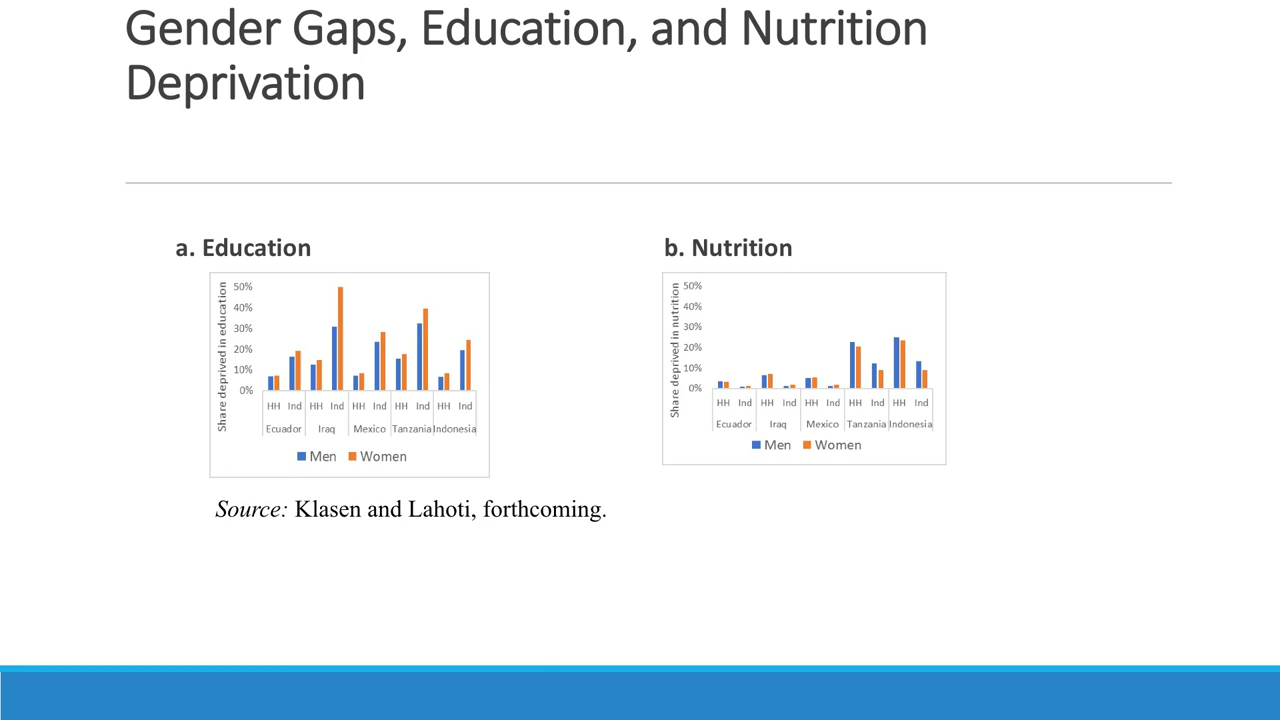 Gender Gaps, Education, and Nutrition
Deprivation
a. Education
Share deprived in education
50%
40%
30%
20%
10%
0%
HH Ind HH Ind HH Ind HH Ind HH Ind
Ecuador Iraq Mexico Tanzania Indonesia
Men Women
b. Nutrition
Share deprived in nutrition
50%
40%
30%
20%
10%
0%
HH Ind HH Ind HH Ind HH Ind HH Ind
Ecuador Iraq Mexico Tanzania Indonesia
Men Women
Source: Klasen and Lahoti, forthcoming.